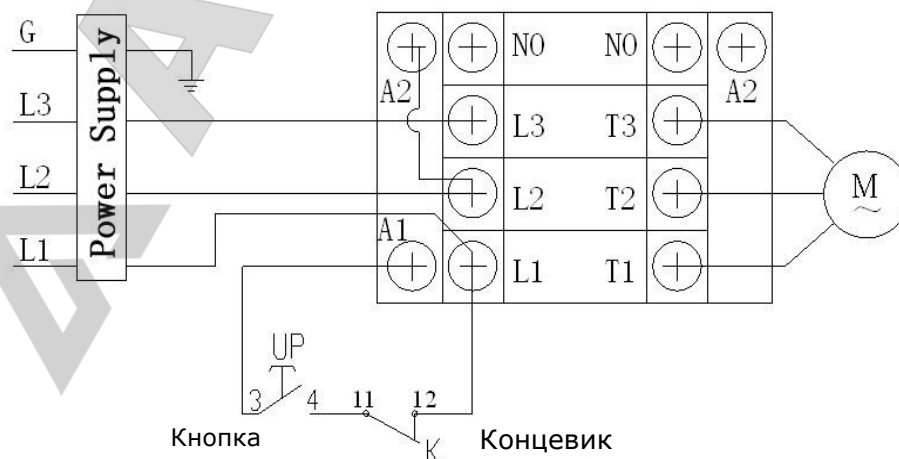 G
L3
L2
L1
Power Supply
A2
NO
NO
A2
L3
T3
L2
T2
A1
L1
T1
M
~
UP
3
4
11
12
K
Кнопка
Концевик